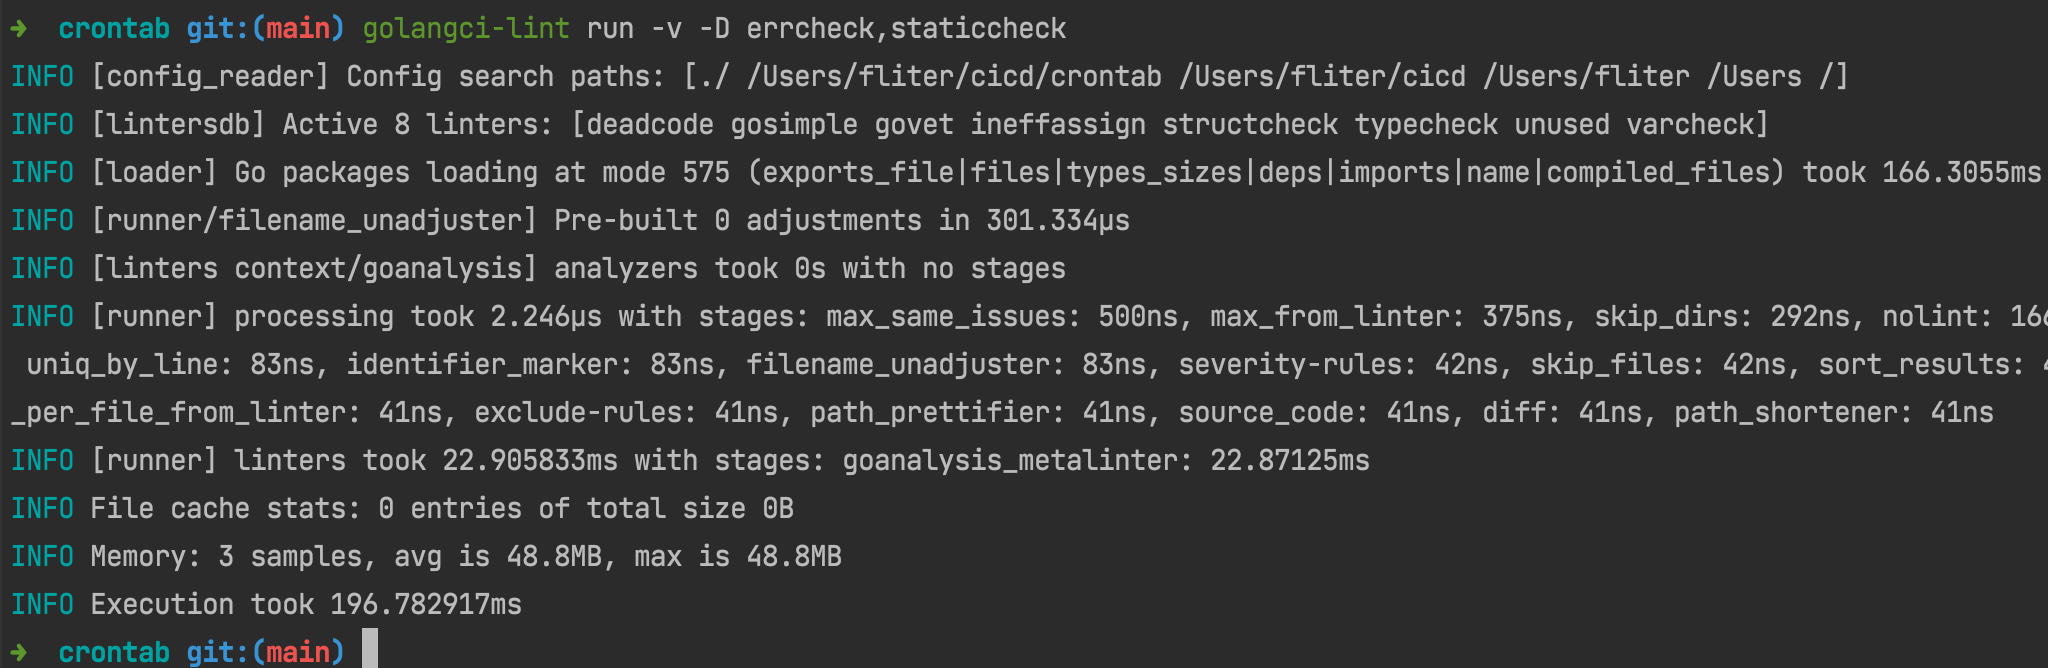 ➜  crontab git:(main) golangci-lint run -v -D errcheck,staticcheck
INFO [config_reader] Config search paths: [./ /Users/fliter/cicd/crontab /Users/fliter/cicd /Users/fliter /Users /]
INFO [lintersdb] Active 8 linters: [deadcode gosimple govet ineffassign structcheck typecheck unused varcheck]
INFO [loader] Go packages loading at mode 575 (exports_file|files|types_sizes|deps|imports|name|compiled_files) took 166.3055ms
INFO [runner/filename_unadjuster] Pre-built 0 adjustments in 301.334µs
INFO [linters context/goanalysis] analyzers took 0s with no stages
INFO [runner] processing took 2.246µs with stages: max_same_issues: 500ns, max_from_linter: 375ns, skip_dirs: 292ns, nolint:
uniq_by_line: 83ns, identifier_marker: 83ns, filename_unadjuster: 83ns, severity-rules: 42ns, skip_files: 42ns, sort_results:
_per_file_from_linter: 41ns, exclude-rules: 41ns, path_prettifier: 41ns, source_code: 41ns, diff: 41ns, path_shortener: 41ns
INFO [runner] linters took 22.905833ms with stages: goanalysis_metalinter: 22.87125ms
INFO File cache stats: 0 entries of total size 0B
INFO Memory: 3 samples, avg is 48.8MB, max is 48.8MB
INFO Execution took 196.782917ms
➜  crontab git:(main)